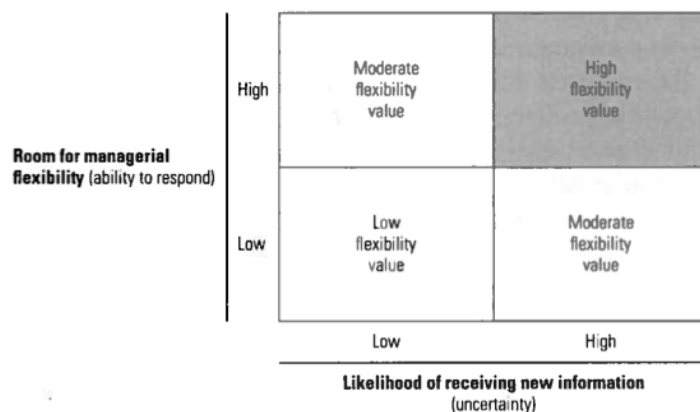 Moderate
flexibility
value
High
flexibility
value
High
Room for managerial
flexibility (ability to respond)
Low
flexibility
value
Moderate
flexibility
value
Low
Low
High
Likelihood of receiving new information
(uncertainty)